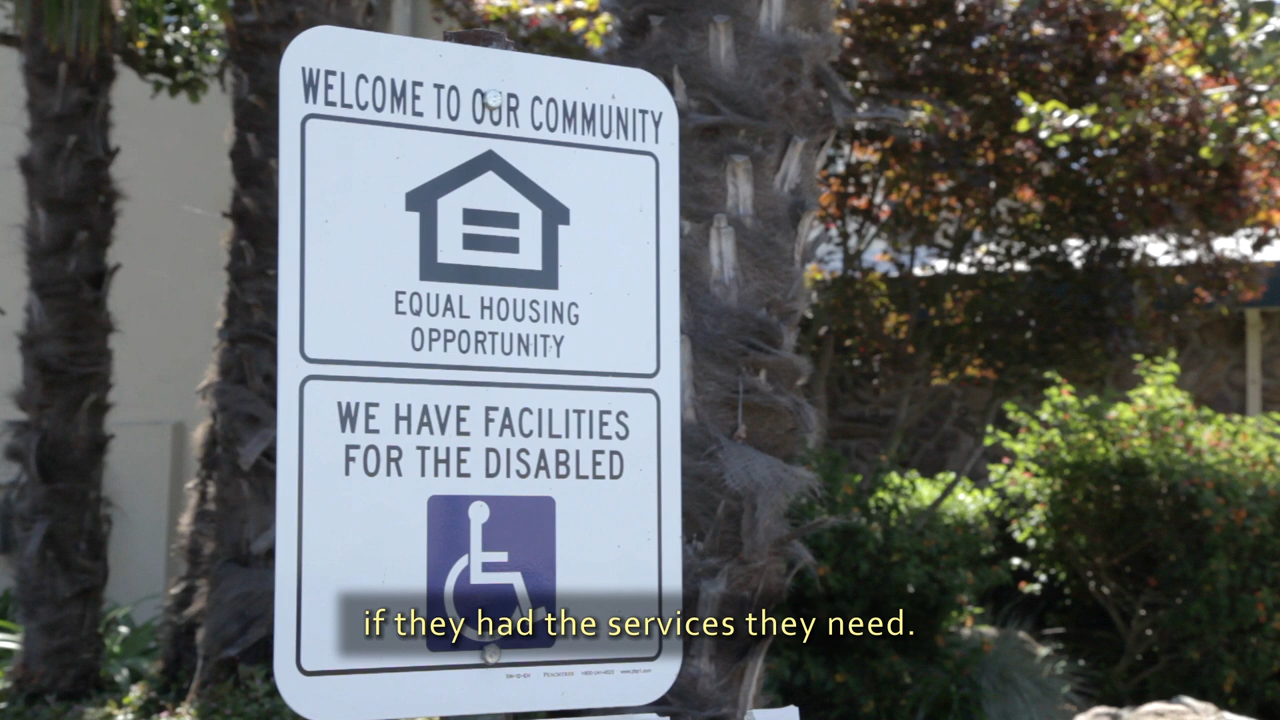 WELCOME TO OUR COMMUNITY
EQUAL HOUSING
OPPORTUNITY
WE HAVE FACILITIES
FOR THE DISABLED
if they had the services they need.